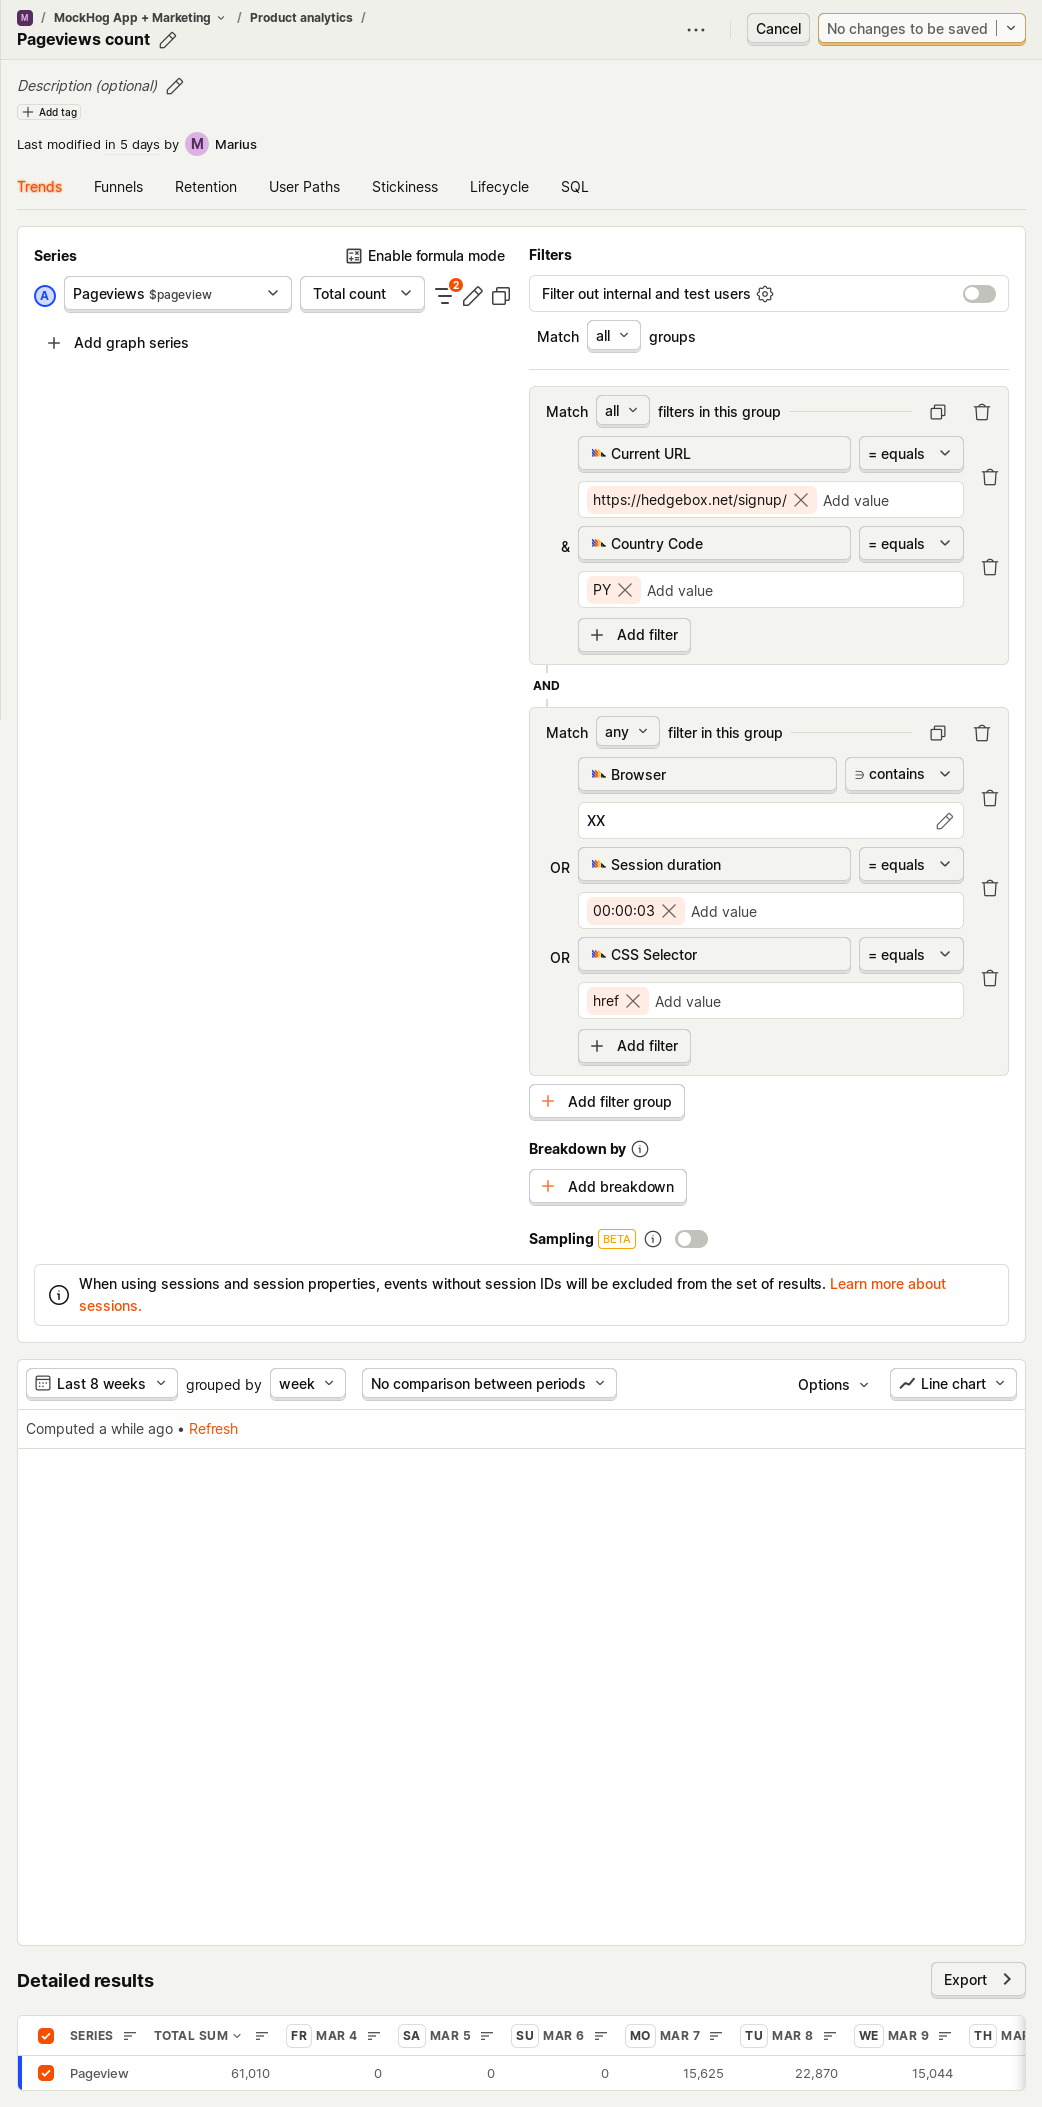 M / MockHog App + Marketing / Product analytics /
Pageviews count
Cancel
No changes to be saved
Description (optional)
Add tag
Last modified in 5 days by M Marius
Trends Funnels Retention User Paths Stickiness Lifecycle SQL
Series
Enable formula mode
A Pageviews $pageview Total count 2
Add graph series
Filters
Filter out internal and test users
Match all groups
Match all filters in this group
Current URL = equals
https://hedgebox.net/signup/ Add value
& Country Code = equals
PY Add value
Add filter
AND
Match any filter in this group
Browser ∋ contains
XX
OR Session duration = equals
00:00:03 Add value
OR CSS Selector = equals
href Add value
Add filter
Add filter group
Breakdown by
Add breakdown
Sampling BETA
When using sessions and session properties, events without session IDs will be excluded from the set of results. Learn more about
sessions.
Last 8 weeks grouped by week No comparison between periods Options Line chart
Computed a while ago • Refresh
Detailed results
Export
SERIES TOTAL SUM FR MAR 4 SA MAR 5 SU MAR 6 MO MAR 7 TU MAR 8 WE MAR 9 TH
Pageview 61,010 0 0 0 15,625 22,870 15,044